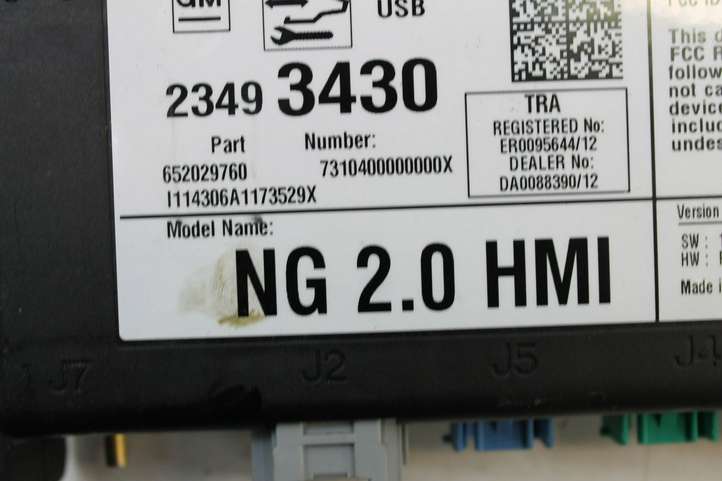 GM
USB
2349 3430
Part Number:
652029760 7310400000000X
I114306A1173529X
TRA
REGISTERED No:
ER0095644/12
DEALER No:
DA0088390/12
This d
FCC R
follow
not ca
device
includ
undes
Model Name:
NG 2.0 HMI
Version
SW :
HW :
Made i
J7
J2
J5
J4